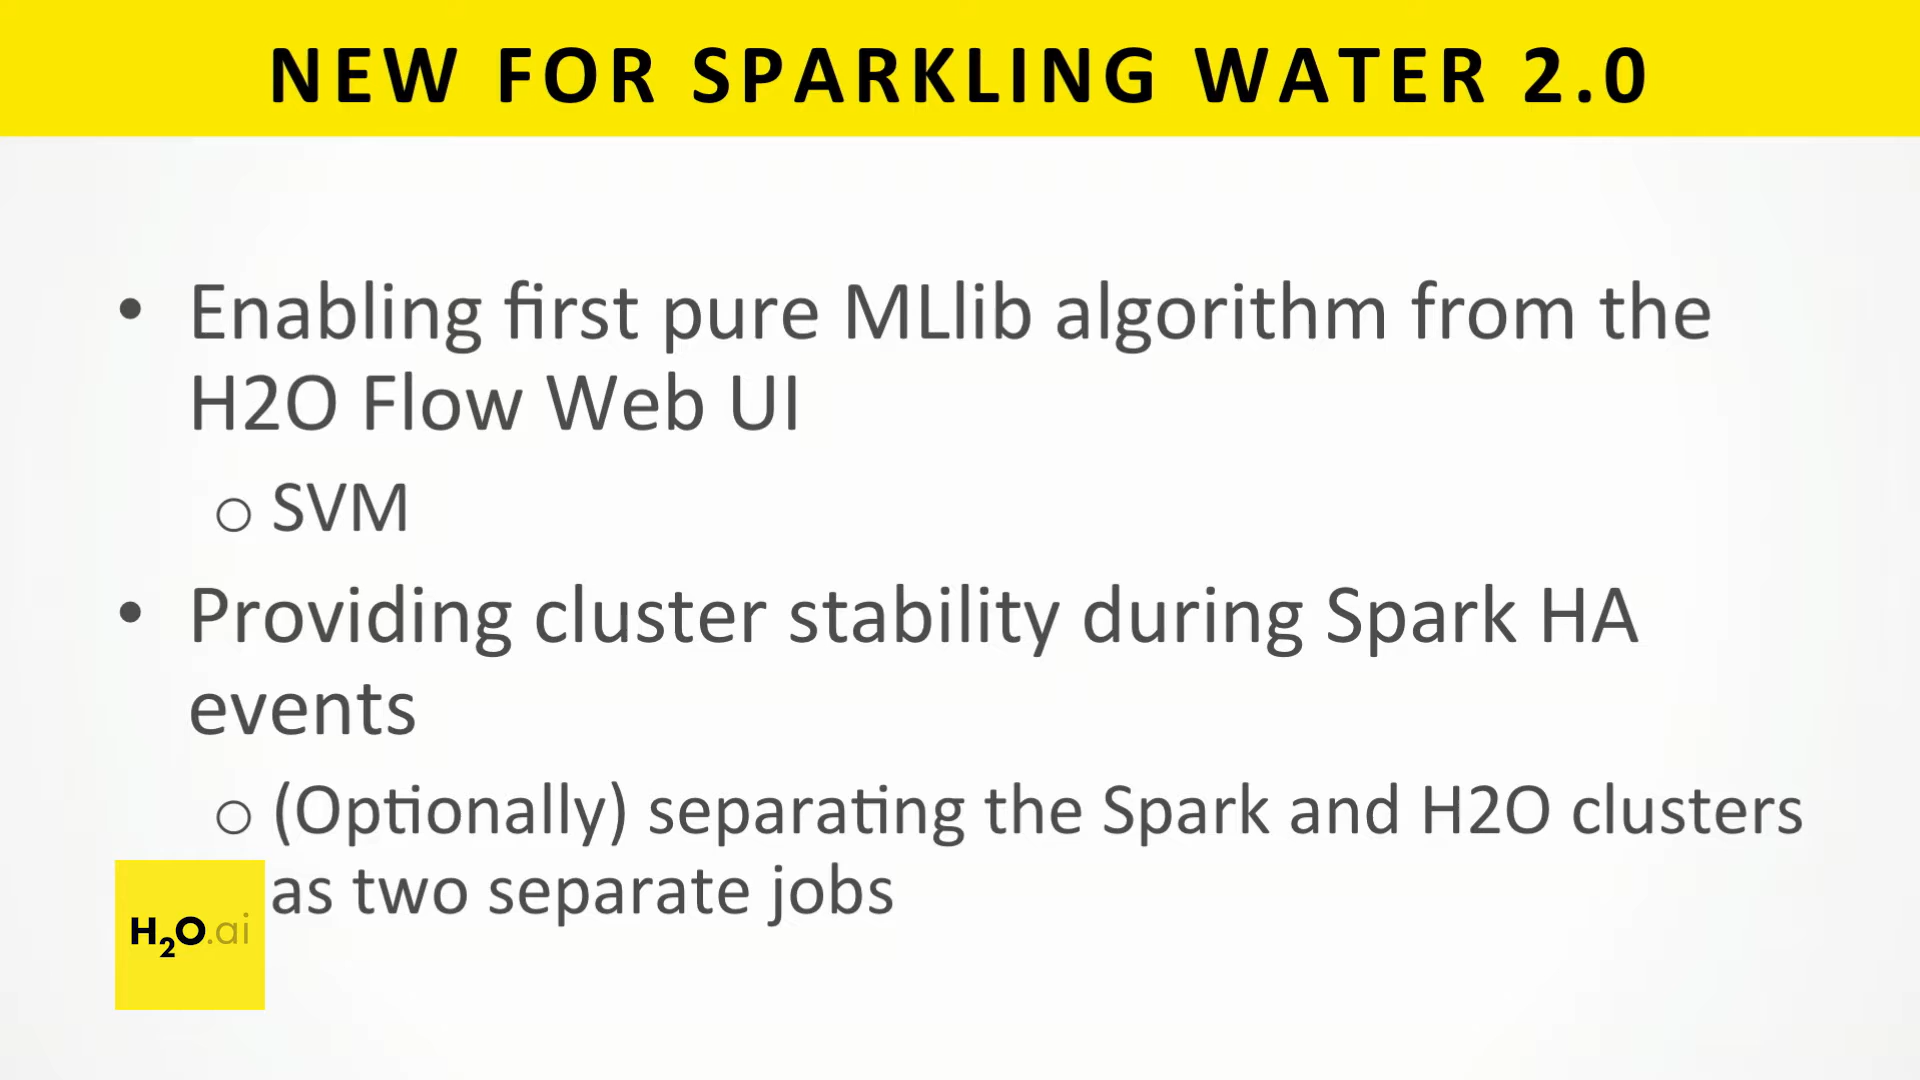 NEW FOR SPARKLING WATER 2.0
• Enabling first pure MLlib algorithm from the
H2O Flow Web UI
o SVM
• Providing cluster stability during Spark HA
events
o (Optionally) separating the Spark and H2O clusters
as two separate jobs
H2O.ai